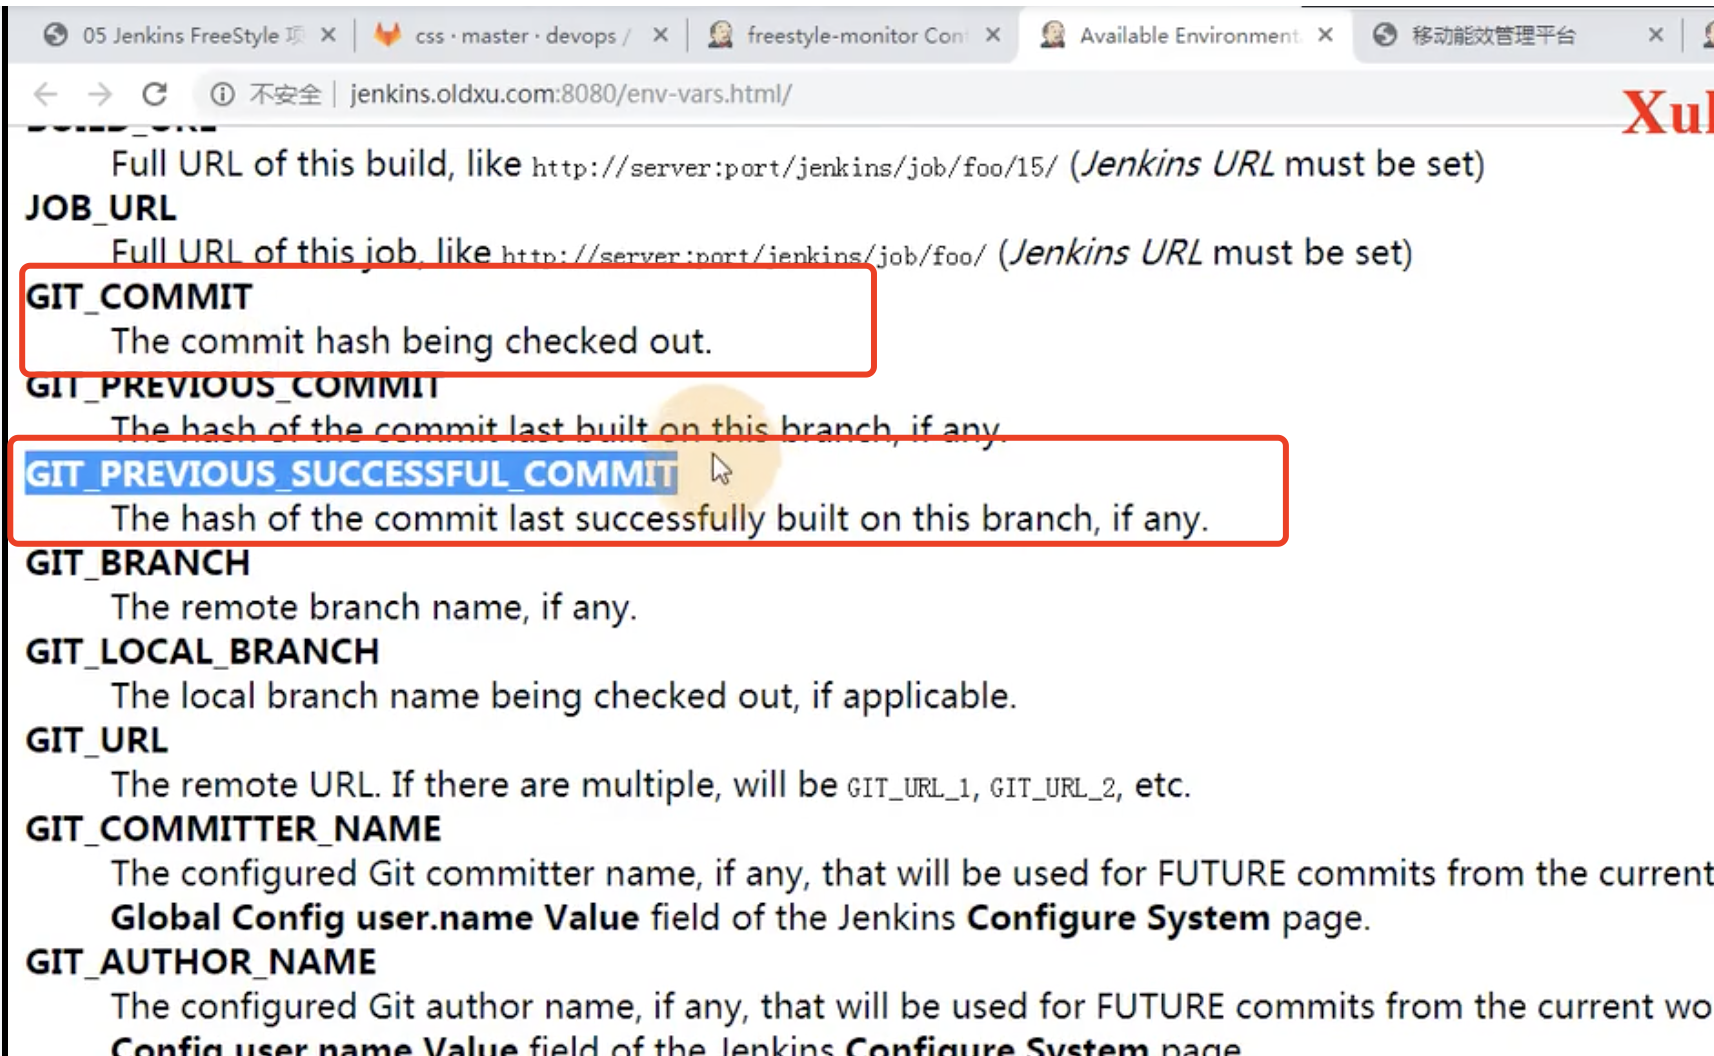 05 Jenkins FreeStyle 项
css · master · devops /
freestyle-monitor Con
Available Environment
移动能效管理平台
不安全 | jenkins.oldxu.com:8080/env-vars.html/
Xul
BUILD_URL
Full URL of this build, like http://server:port/jenkins/job/foo/15/ (Jenkins URL must be set)
JOB_URL
Full URL of this job, like http://server:port/jenkins/job/foo/ (Jenkins URL must be set)
GIT_COMMIT
The commit hash being checked out.
GIT_PREVIOUS_COMMIT
The hash of the commit last built on this branch, if any.
GIT_PREVIOUS_SUCCESSFUL_COMMIT
The hash of the commit last successfully built on this branch, if any.
GIT_BRANCH
The remote branch name, if any.
GIT_LOCAL_BRANCH
The local branch name being checked out, if applicable.
GIT_URL
The remote URL. If there are multiple, will be GIT_URL_1, GIT_URL_2, etc.
GIT_COMMITTER_NAME
The configured Git committer name, if any, that will be used for FUTURE commits from the current
Global Config user.name Value field of the Jenkins Configure System page.
GIT_AUTHOR_NAME
The configured Git author name, if any, that will be used for FUTURE commits from the current wo
Config user.name Value field of the Jenkins Configure System page.